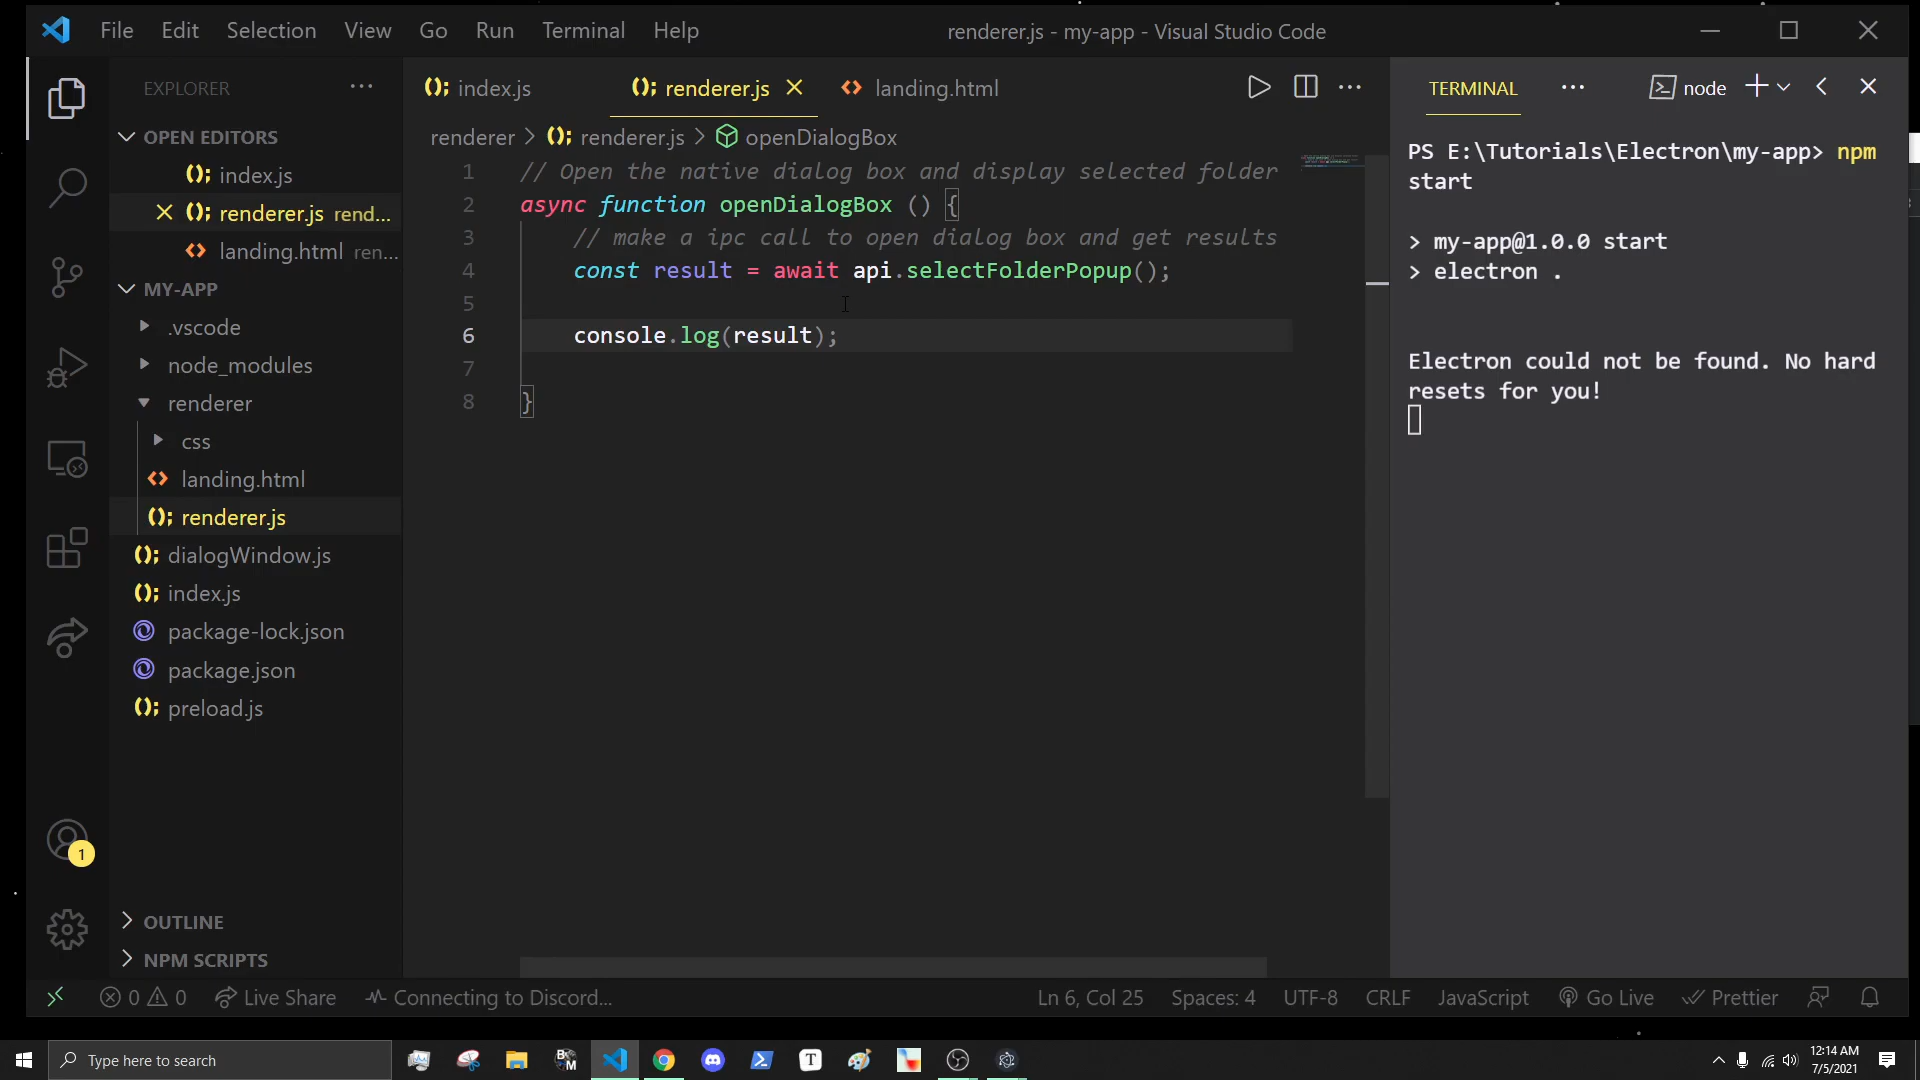 File Edit Selection View Go Run Terminal Help
renderer.js - my-app - Visual Studio Code
EXPLORER
OPEN EDITORS
index.js
renderer.js rend...
landing.html ren...
MY-APP
.vscode
node_modules
renderer
css
landing.html
renderer.js
dialogWindow.js
index.js
package-lock.json
package.json
preload.js
OUTLINE
NPM SCRIPTS
1
index.js
renderer.js
landing.html
renderer > renderer.js > openDialogBox
1 // Open the native dialog box and display selected folder
2 async function openDialogBox () {
3 // make a ipc call to open dialog box and get results
4 const result = await api.selectFolderPopup();
5
6 console.log(result);
7
8 }
TERMINAL
node
PS E:\Tutorials\Electron\my-app> npm
start
> my-app@1.0.0 start
> electron .
Electron could not be found. No hard
resets for you!
0 0 Live Share Connecting to Discord...
Ln 6, Col 25 Spaces: 4 UTF-8 CRLF JavaScript Go Live Prettier
Type here to search
T
12:14 AM
7/5/2021